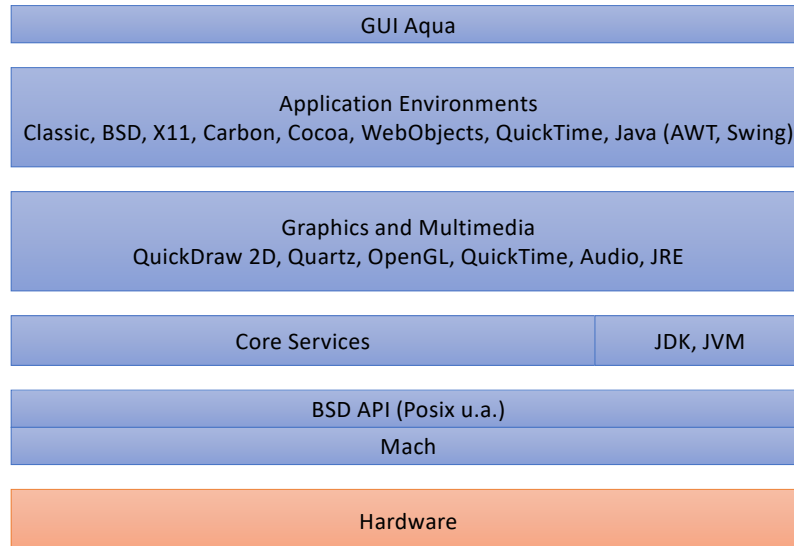 GUI Aqua
Application Environments
Classic, BSD, X11, Carbon, Cocoa, WebObjects, QuickTime, Java (AWT, Swing)
Graphics and Multimedia
QuickDraw 2D, Quartz, OpenGL, QuickTime, Audio, JRE
Core Services
JDK, JVM
BSD API (Posix u.a.)
Mach
Hardware